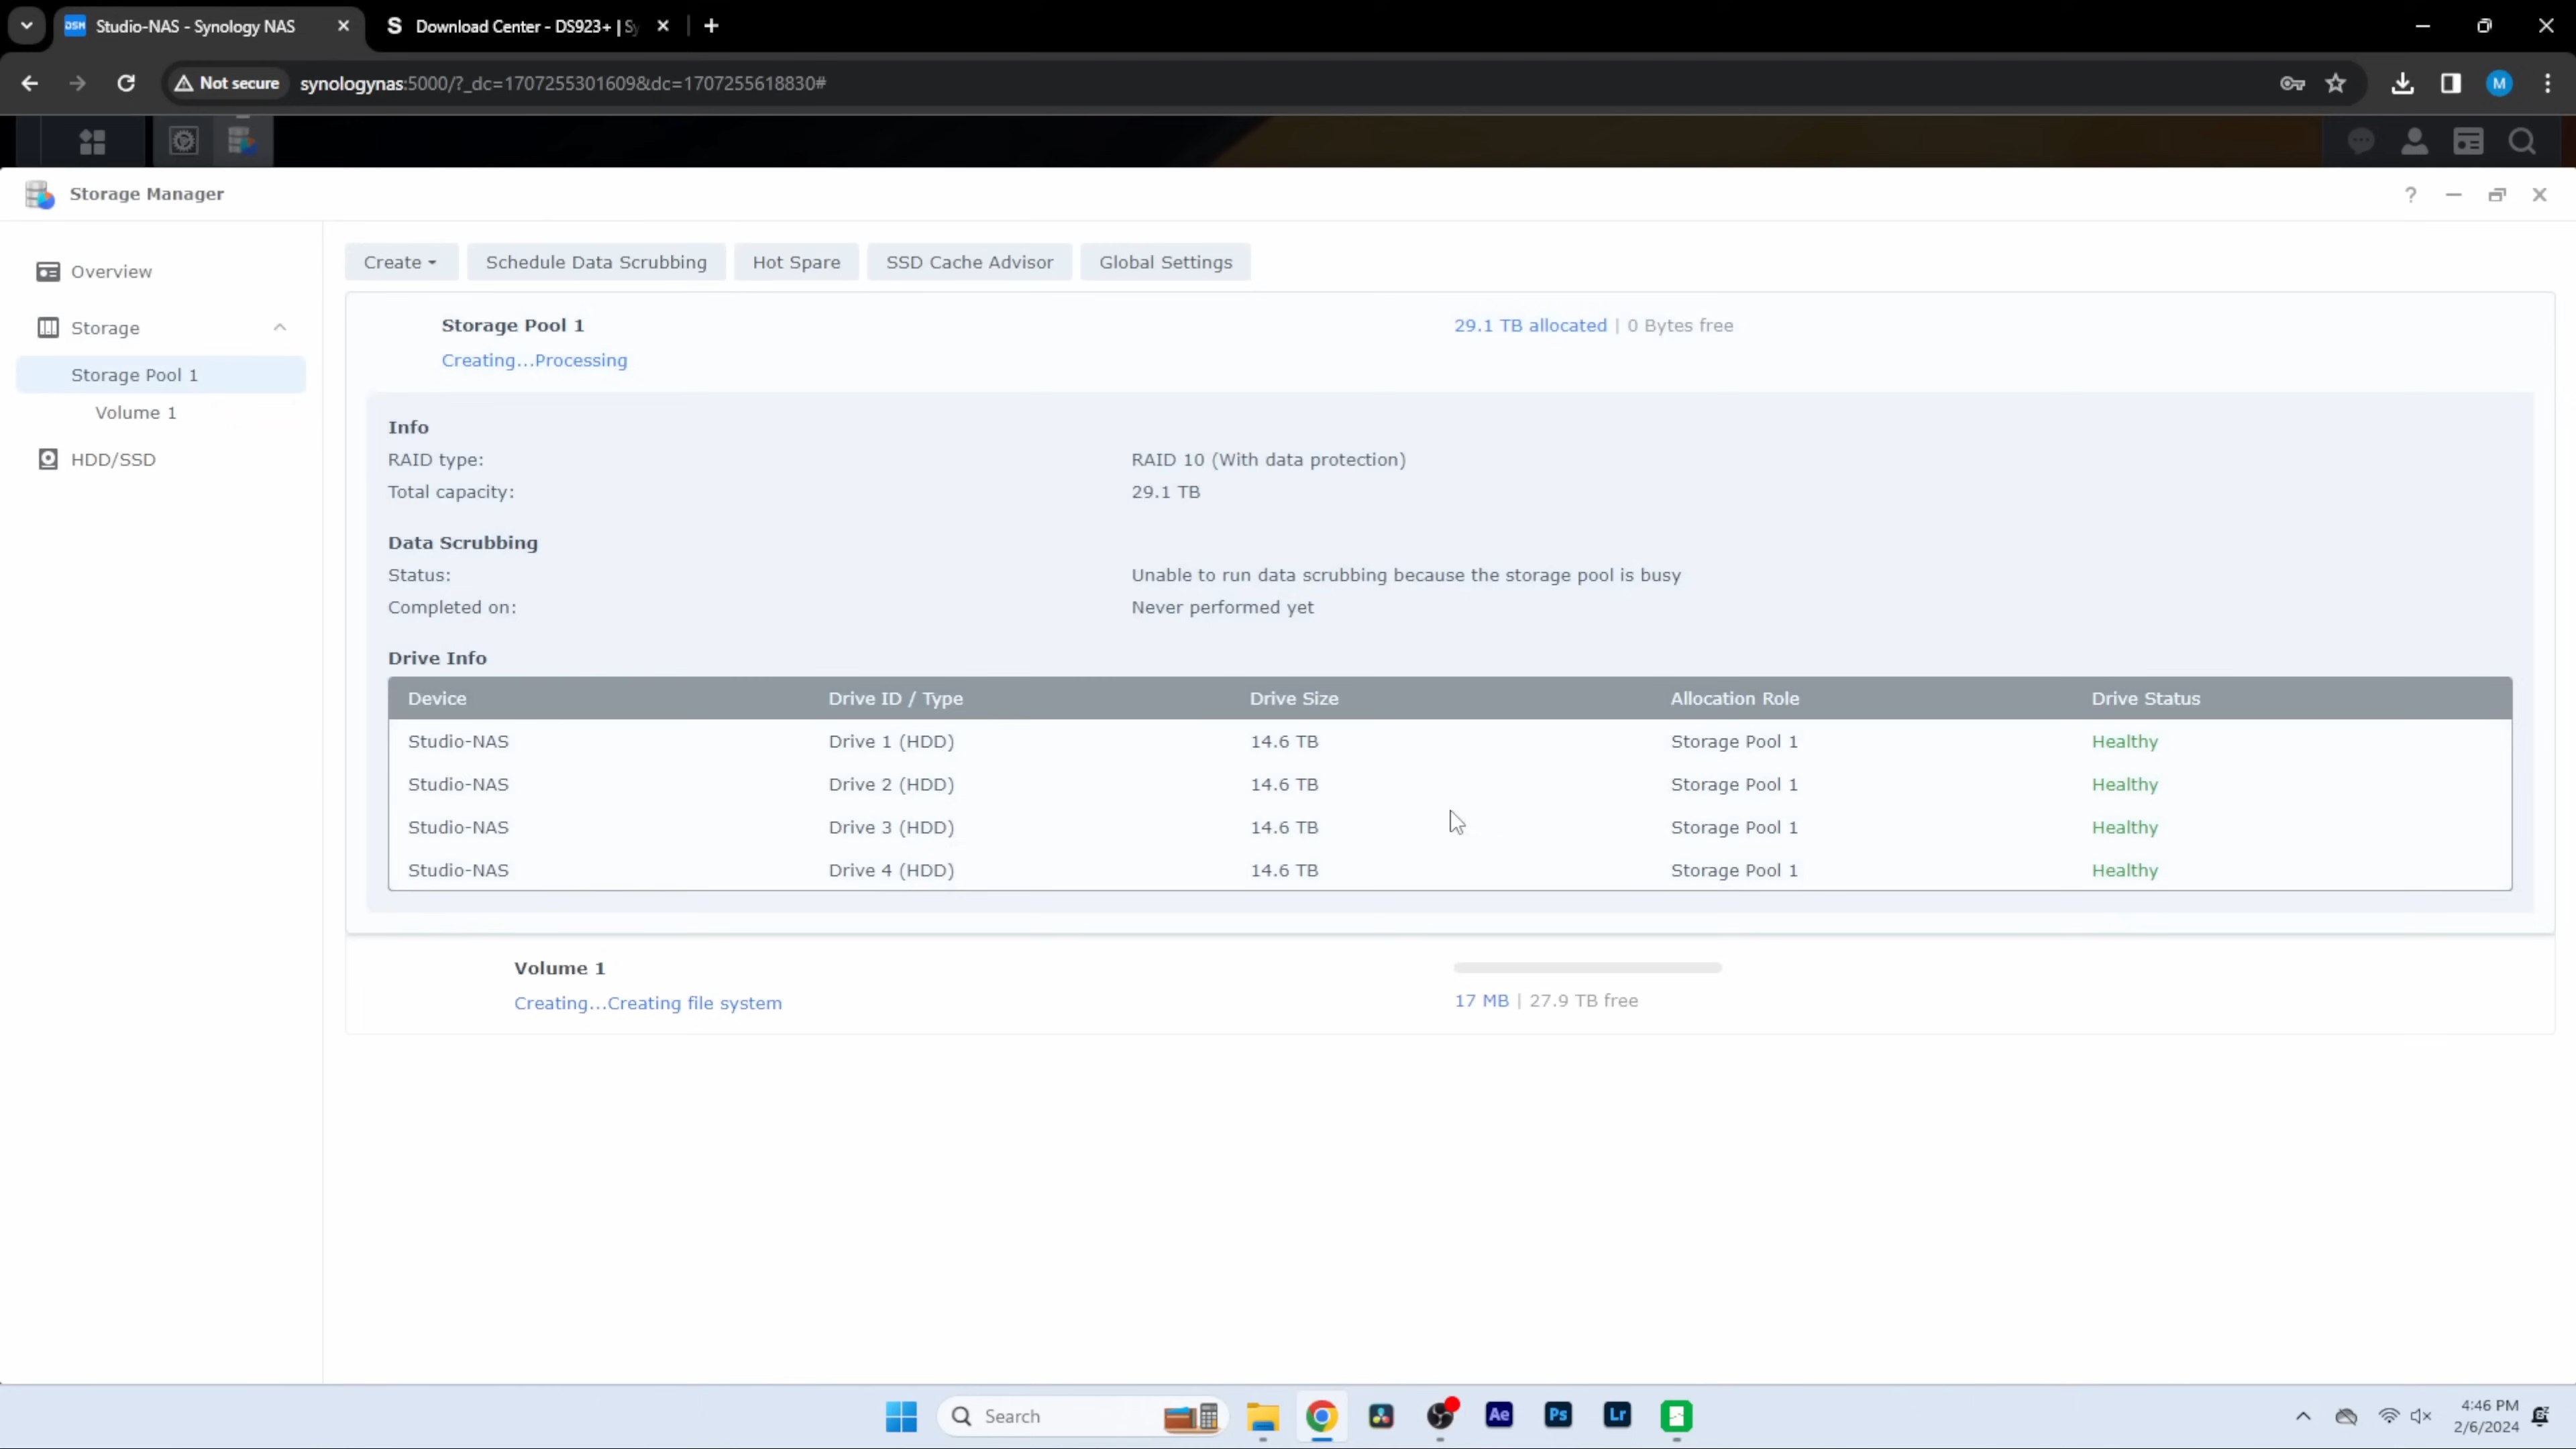 DSM Studio-NAS - Synology NAS
S Download Center - DS923+ | Sy
Not secure
synologynas:5000/?_dc=1707255301609&dc=1707255618830#
M
Storage Manager
?
Overview
Storage
Storage Pool 1
Volume 1
HDD/SSD
Create
Schedule Data Scrubbing
Hot Spare
SSD Cache Advisor
Global Settings
Storage Pool 1
29.1 TB allocated | 0 Bytes free
Creating...Processing
Info
RAID type: RAID 10 (With data protection)
Total capacity: 29.1 TB
Data Scrubbing
Status: Unable to run data scrubbing because the storage pool is busy
Completed on: Never performed yet
Drive Info
Device Drive ID / Type Drive Size Allocation Role Drive Status
Studio-NAS Drive 1 (HDD) 14.6 TB Storage Pool 1 Healthy
Studio-NAS Drive 2 (HDD) 14.6 TB Storage Pool 1 Healthy
Studio-NAS Drive 3 (HDD) 14.6 TB Storage Pool 1 Healthy
Studio-NAS Drive 4 (HDD) 14.6 TB Storage Pool 1 Healthy
Volume 1
Creating...Creating file system
17 MB | 27.9 TB free
Search
Ae
Ps
Lr
4:46 PM
2/6/2024